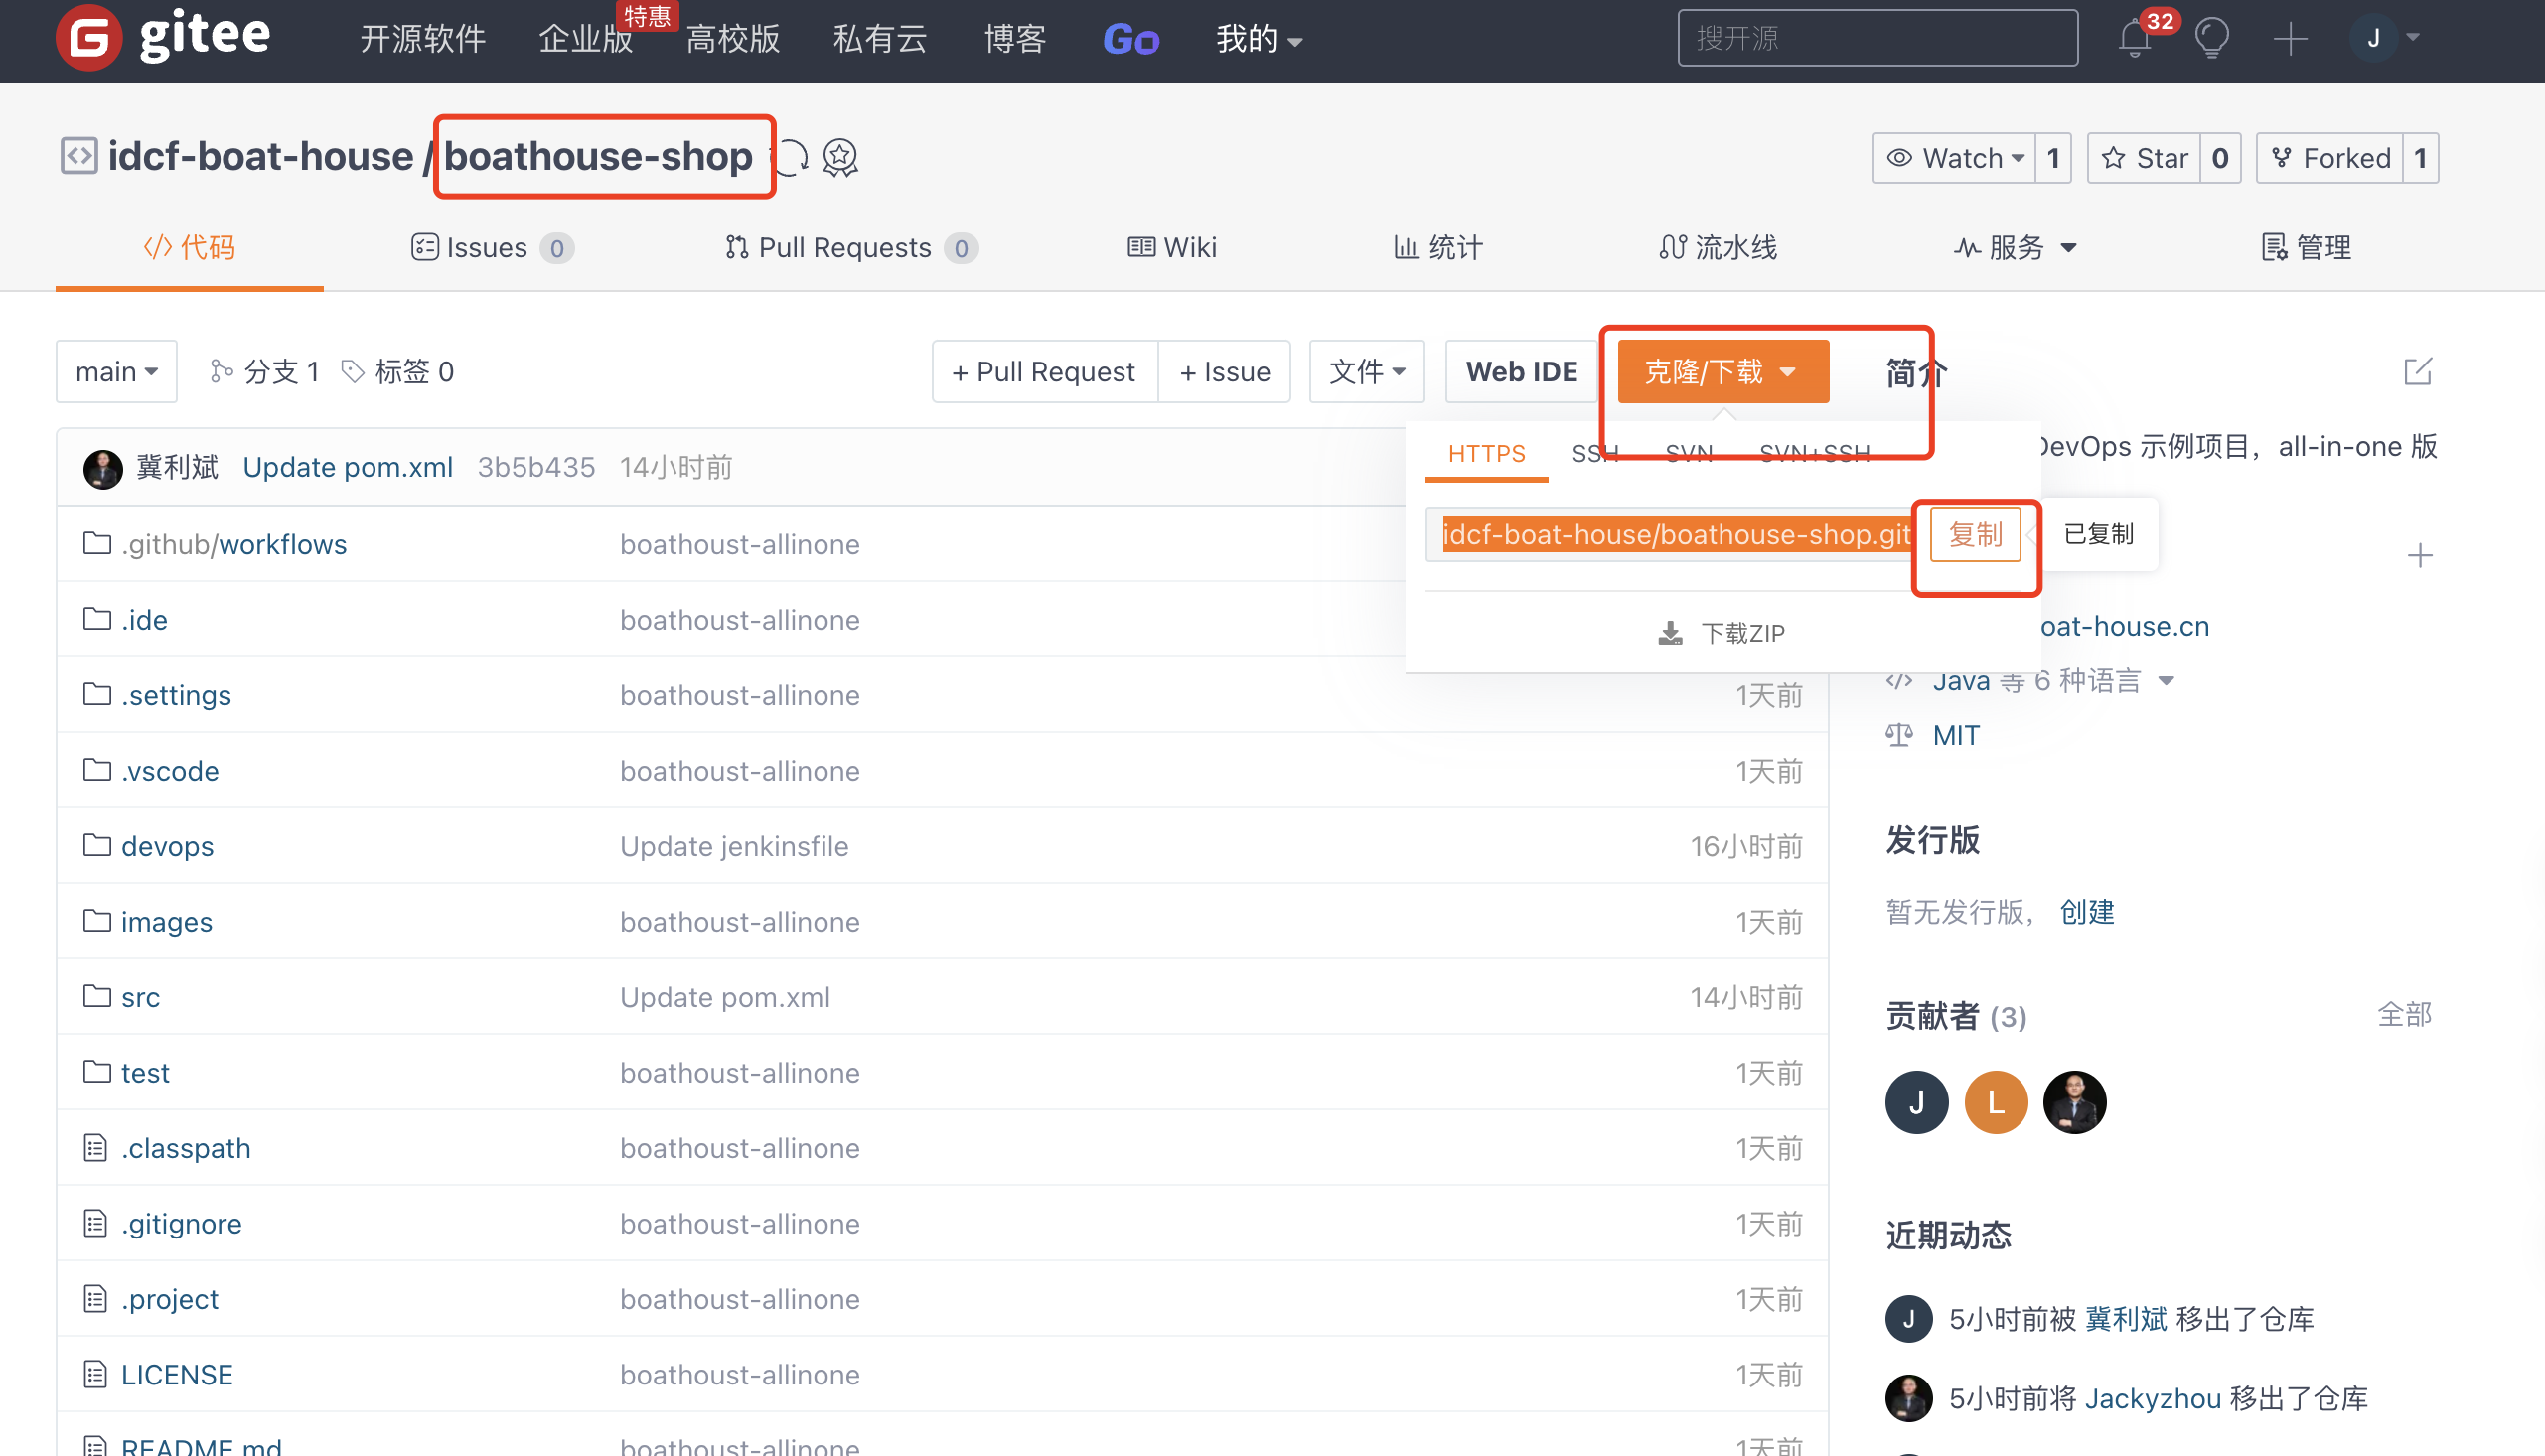 gitee 开源软件 企业版 特惠 高校版 私有云 博客 Go 我的 搜开源 32 J
idcf-boat-house / boathouse-shop
Watch 1 Star 0 Forked 1
代码 Issues 0 Pull Requests 0 Wiki 统计 流水线 服务 管理
main 分支 1 标签 0 + Pull Request + Issue 文件 Web IDE 克隆/下载 简介
HTTPS SSH SVN SVN+SSH
DevOps 示例项目，all-in-one 版
冀利斌 Update pom.xml 3b5b435 14小时前
idcf-boat-house/boathouse-shop.git 复制 已复制
下载ZIP
.github/workflows boathoust-allinone
.ide boathoust-allinone
oat-house.cn
.settings boathoust-allinone 1天前
Java 等 6 种语言
MIT
.vscode boathoust-allinone 1天前
devops Update jenkinsfile 16小时前
发行版
images boathoust-allinone 1天前
暂无发行版， 创建
src Update pom.xml 14小时前
贡献者 (3) 全部
test boathoust-allinone 1天前
J L
.classpath boathoust-allinone 1天前
.gitignore boathoust-allinone 1天前
近期动态
.project boathoust-allinone 1天前
J 5小时前被 冀利斌 移出了仓库
LICENSE boathoust-allinone 1天前
5小时前将 Jackyzhou 移出了仓库
README.md boathoust-allinone 1天前